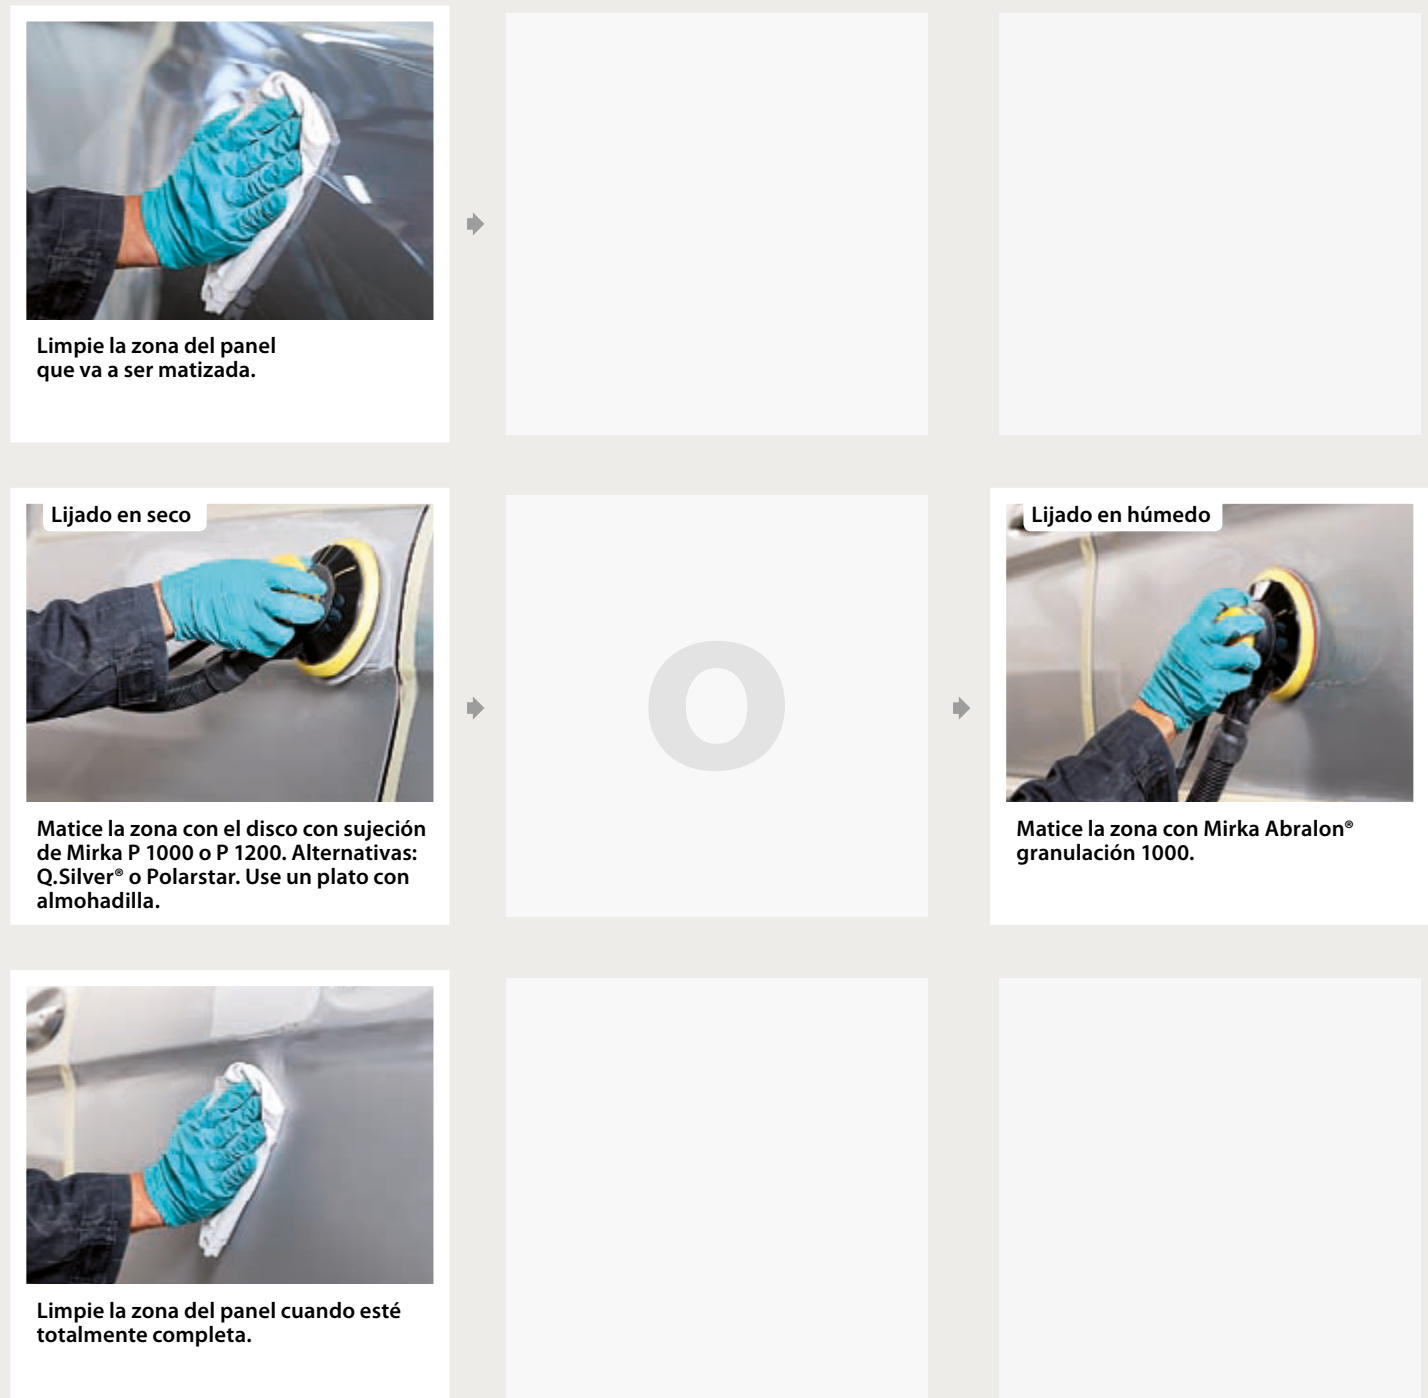 Limpie la zona del panel
que va a ser matizada.
Lijado en seco
Matice la zona con el disco con sujeción
de Mirka P 1000 o P 1200. Alternativas:
Q.Silver® o Polarstar. Use un plato con
almohadilla.
O
Lijado en húmedo
Matice la zona con Mirka Abralon®
granulación 1000.
Limpie la zona del panel cuando esté
totalmente completa.